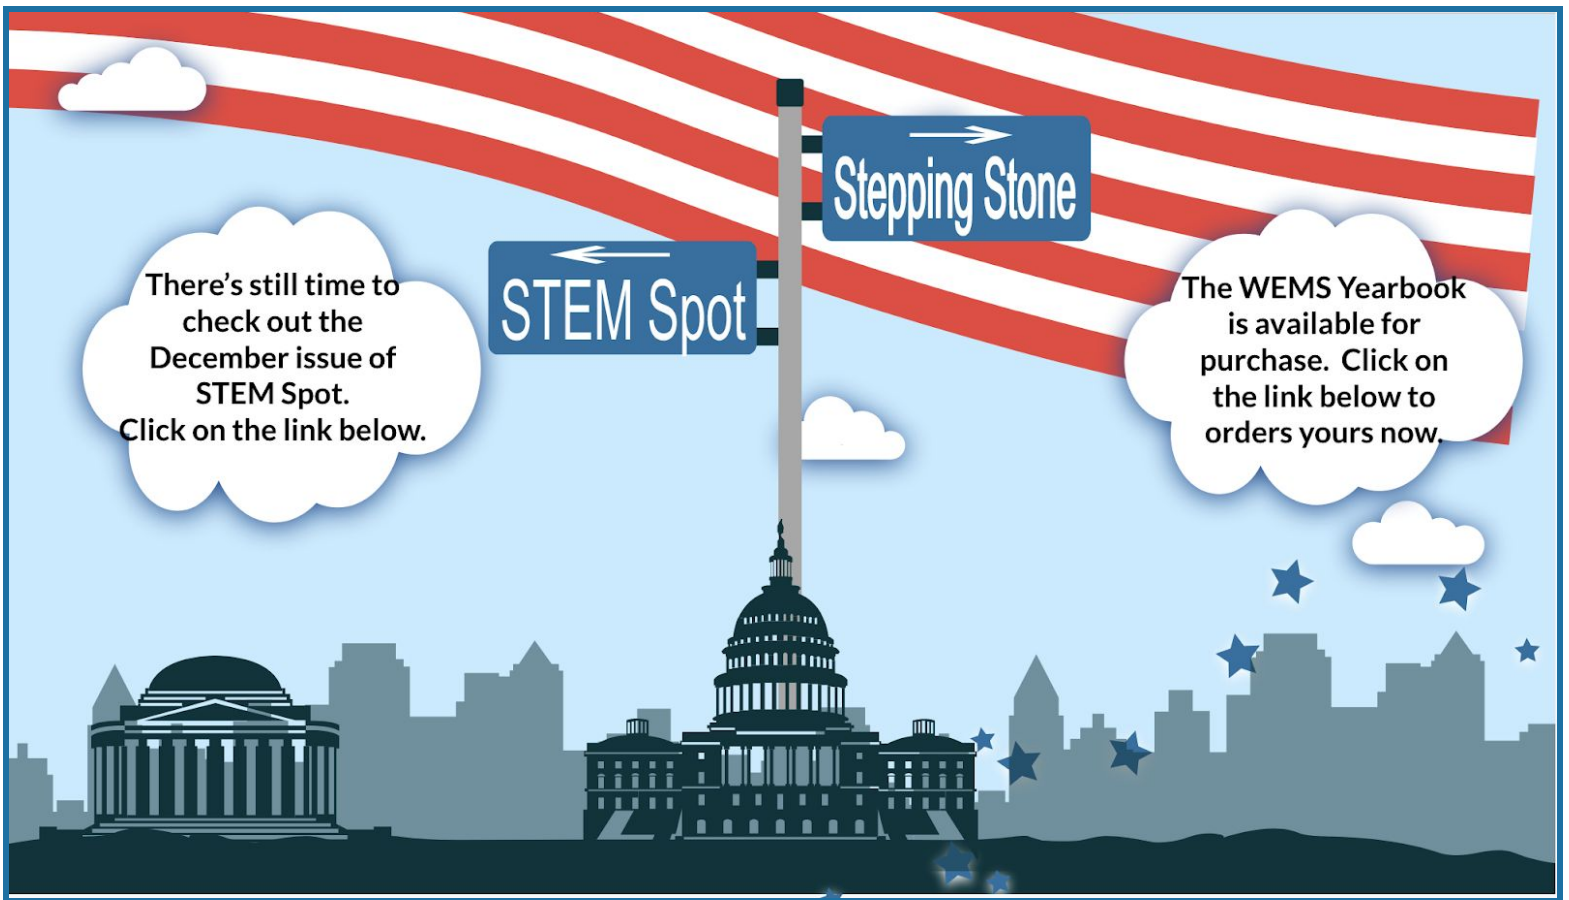 Stepping Stone
STEM Spot
There's still time to
check out the
December issue of
STEM Spot.
Click on the link below.
The WEMS Yearbook
is available for
purchase.  Click on
the link below to
orders yours now.